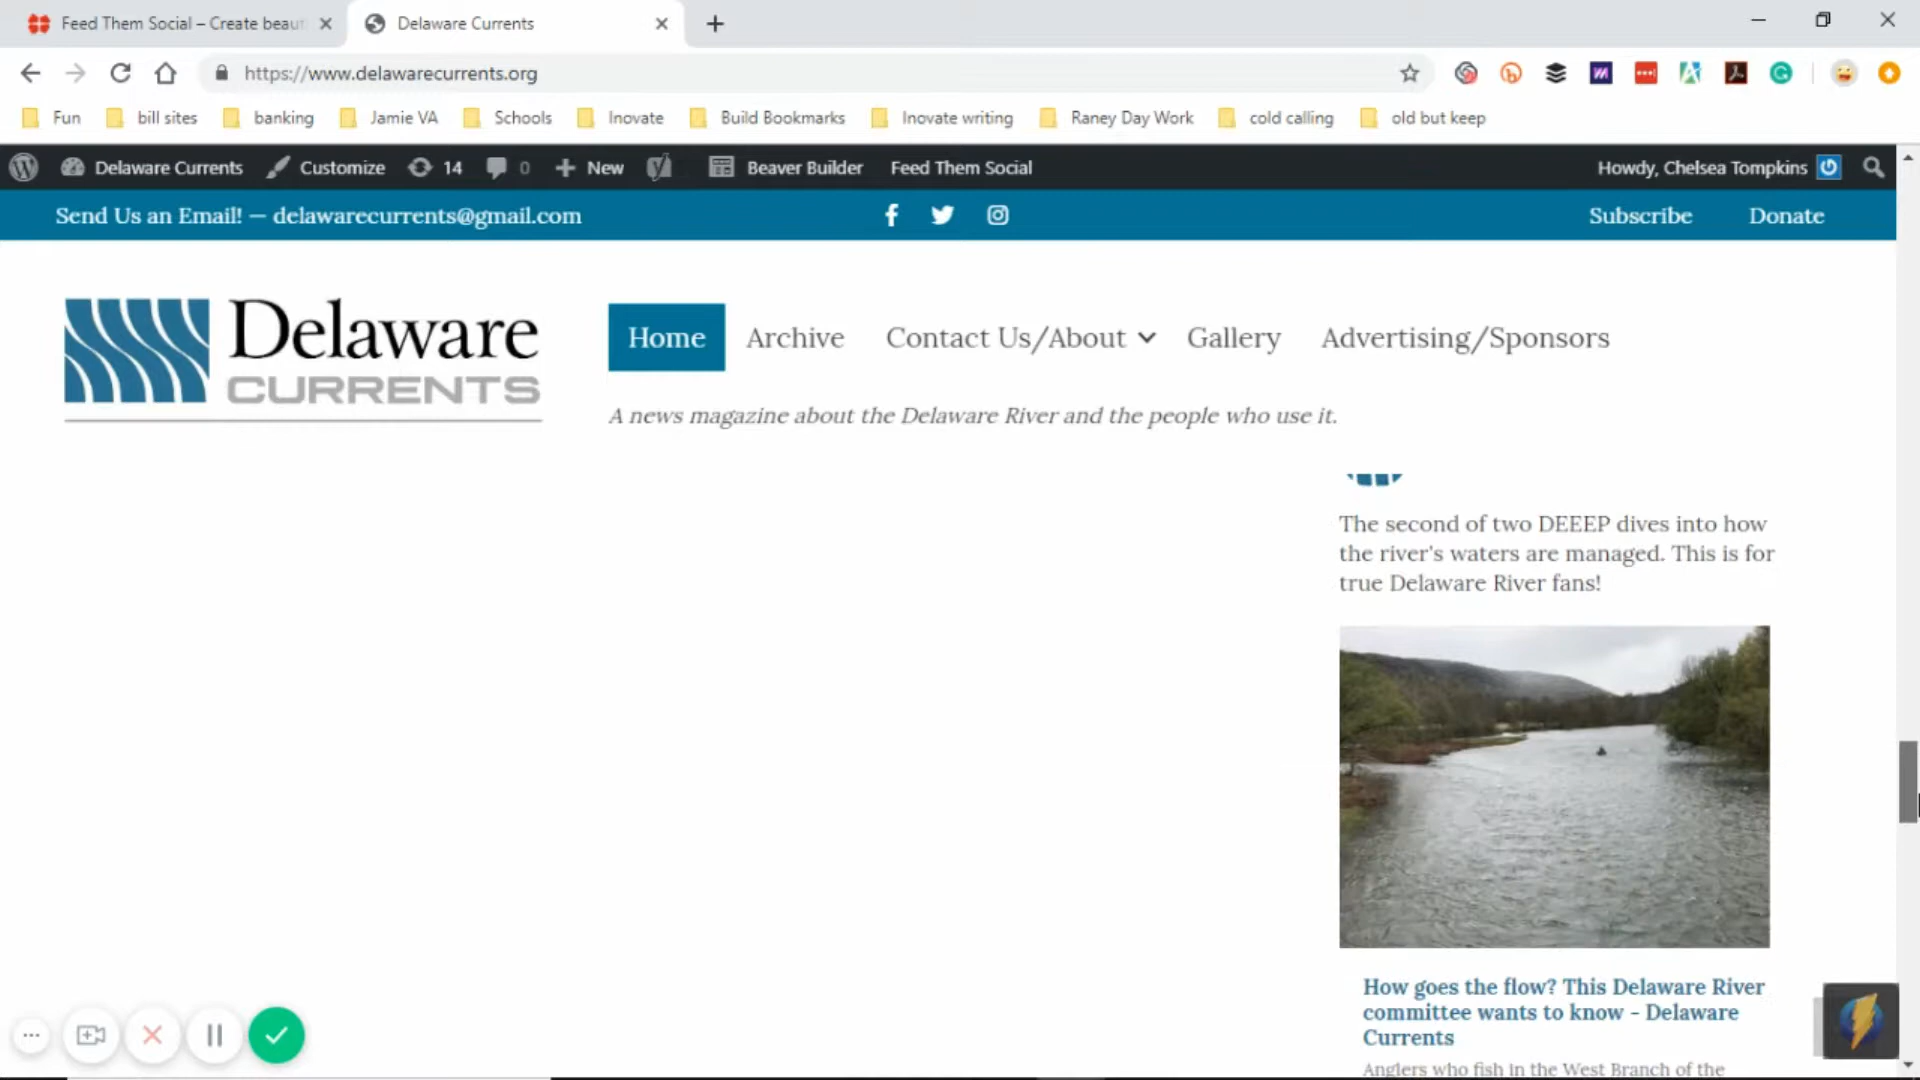 Feed Them Social – Create beaut
Delaware Currents
https://www.delawarecurrents.org
Fun bill sites banking Jamie VA Schools Inovate Build Bookmarks Inovate writing Raney Day Work cold calling old but keep
Delaware Currents Customize 14 0 New Beaver Builder Feed Them Social Howdy, Chelsea Tompkins
Send Us an Email! — delawarecurrents@gmail.com Subscribe Donate
Delaware
CURRENTS
Home Archive Contact Us/About Gallery Advertising/Sponsors
A news magazine about the Delaware River and the people who use it.
The second of two DEEEP dives into how
the river's waters are managed. This is for
true Delaware River fans!
How goes the flow? This Delaware River
committee wants to know - Delaware
Currents
Anglers who fish in the West Branch of the